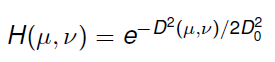 H(μ, ν) = e^{-D^2(μ,ν)/2D_0^2}